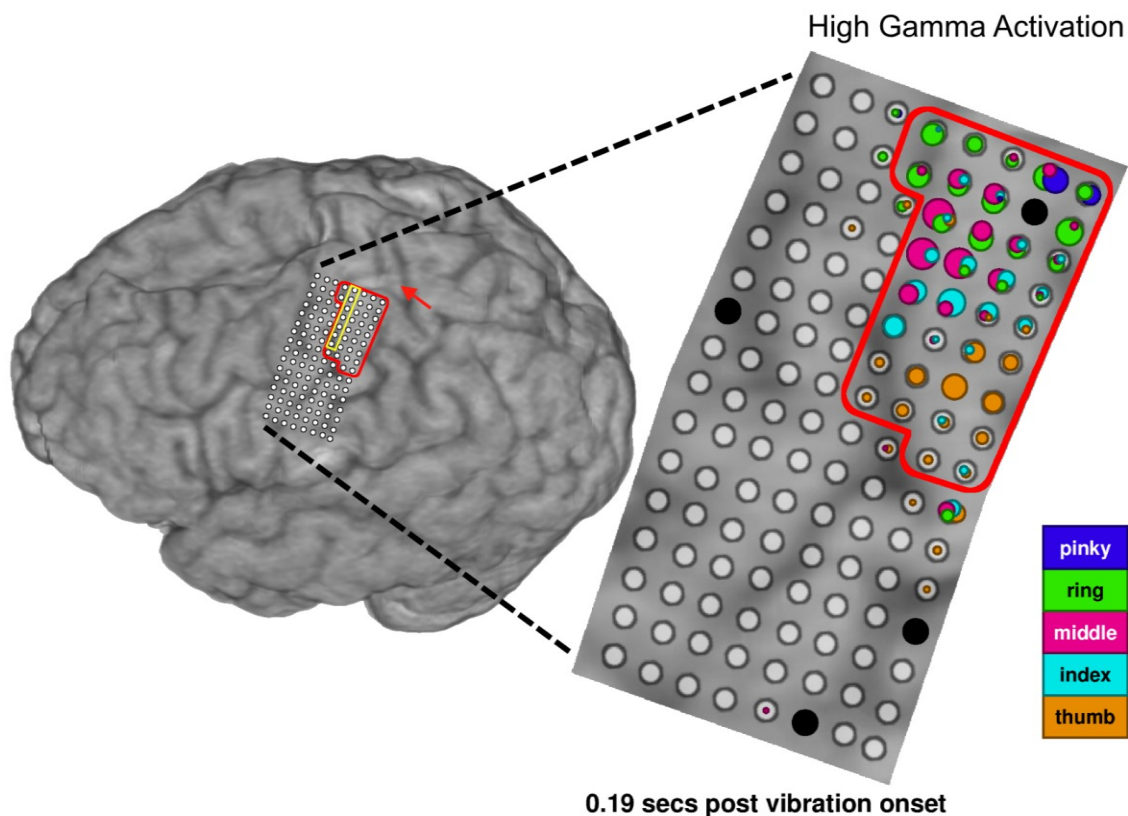 High Gamma Activation
pinky
ring
middle
index
thumb
0.19 secs post vibration onset